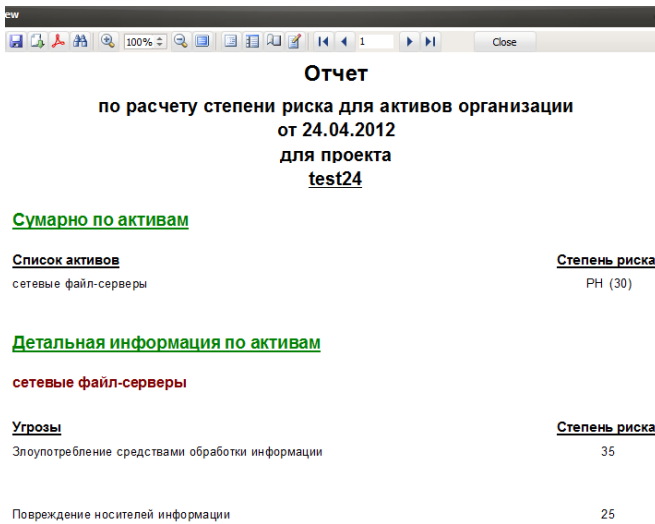 ew
100%
1
Close
Отчет
по расчету степени риска для активов организации
от 24.04.2012
для проекта
test24
Сумарно по активам
Список активов Степень риска
сетевые файл-серверы РН (30)
Детальная информация по активам
сетевые файл-серверы
Угрозы Степень риска
Злоупотребление средствами обработки информации 35
Повреждение носителей информации 25